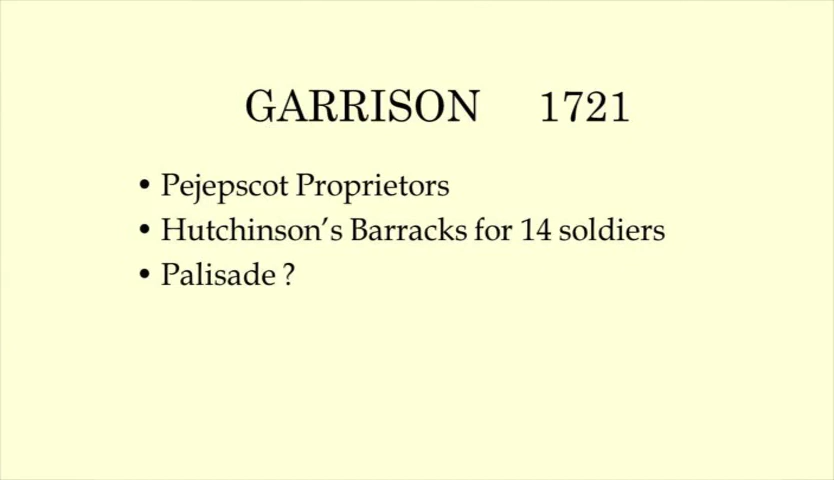 GARRISON 1721
• Pejepscot Proprietors
• Hutchinson’s Barracks for 14 soldiers
• Palisade ?